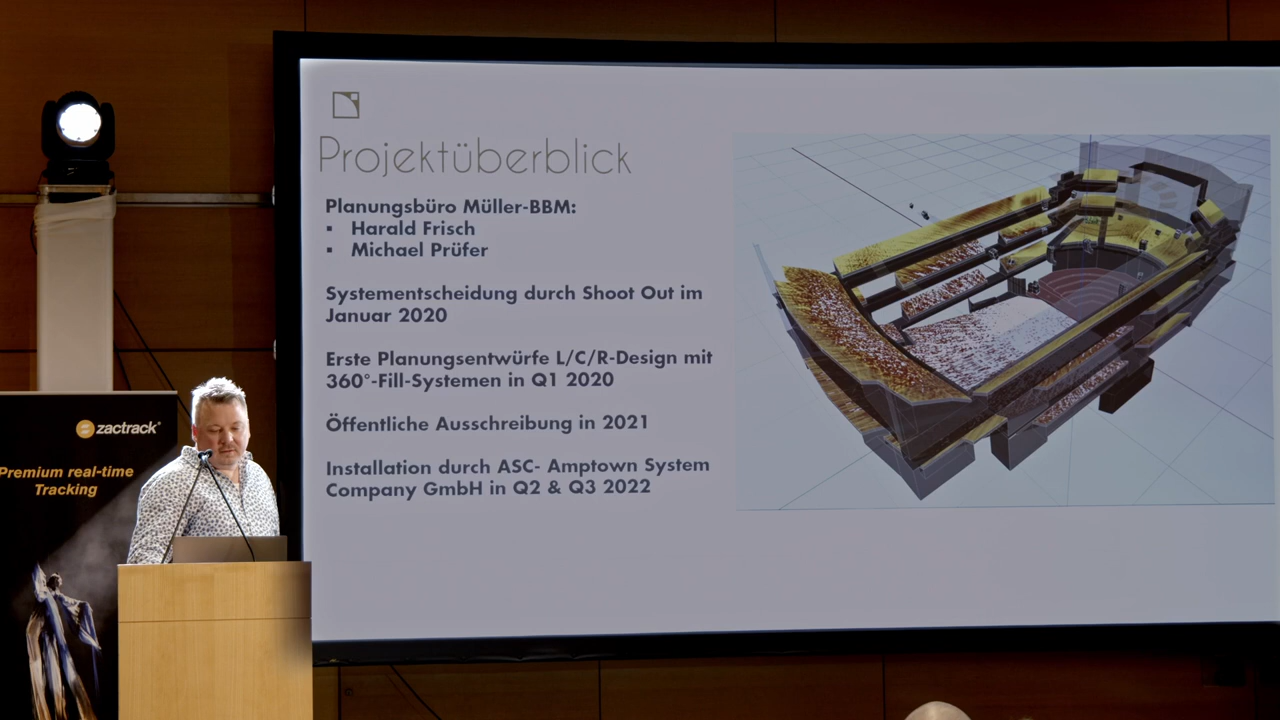 Projektüberblick
Planungsbüro Müller-BBM:
▪ Harald Frisch
▪ Michael Prüfer
Systementscheidung durch Shoot Out im
Januar 2020
Erste Planungsentwürfe L/C/R-Design mit
360°-Fill-Systemen in Q1 2020
Öffentliche Ausschreibung in 2021
Installation durch ASC- Amptown System
Company GmbH in Q2 & Q3 2022
zactrack
Premium real-time
Tracking